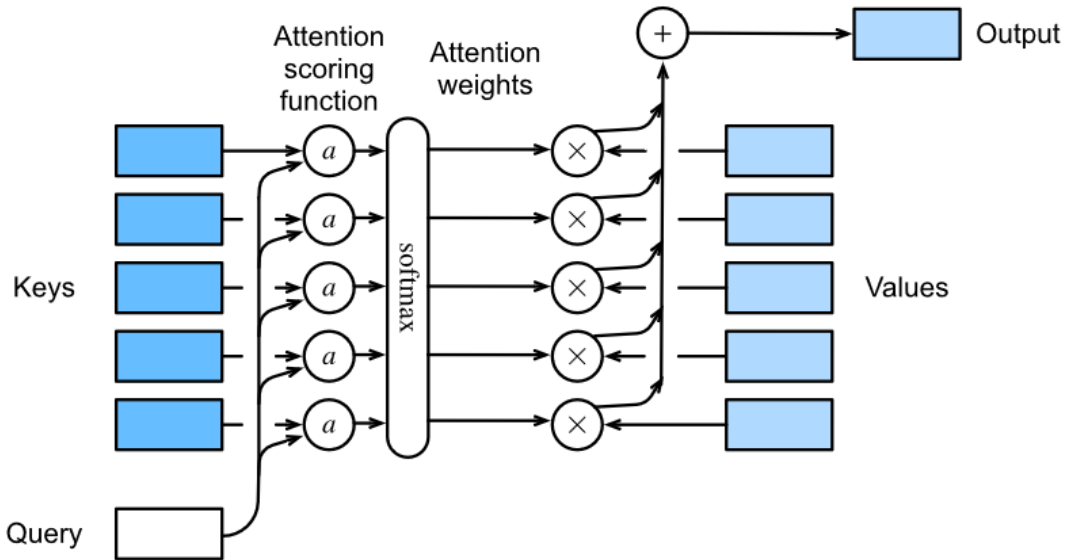 Attention
scoring
function
Attention
weights
+
Output
a
×
a
×
Keys
a
softmax
×
Values
a
×
a
×
Query